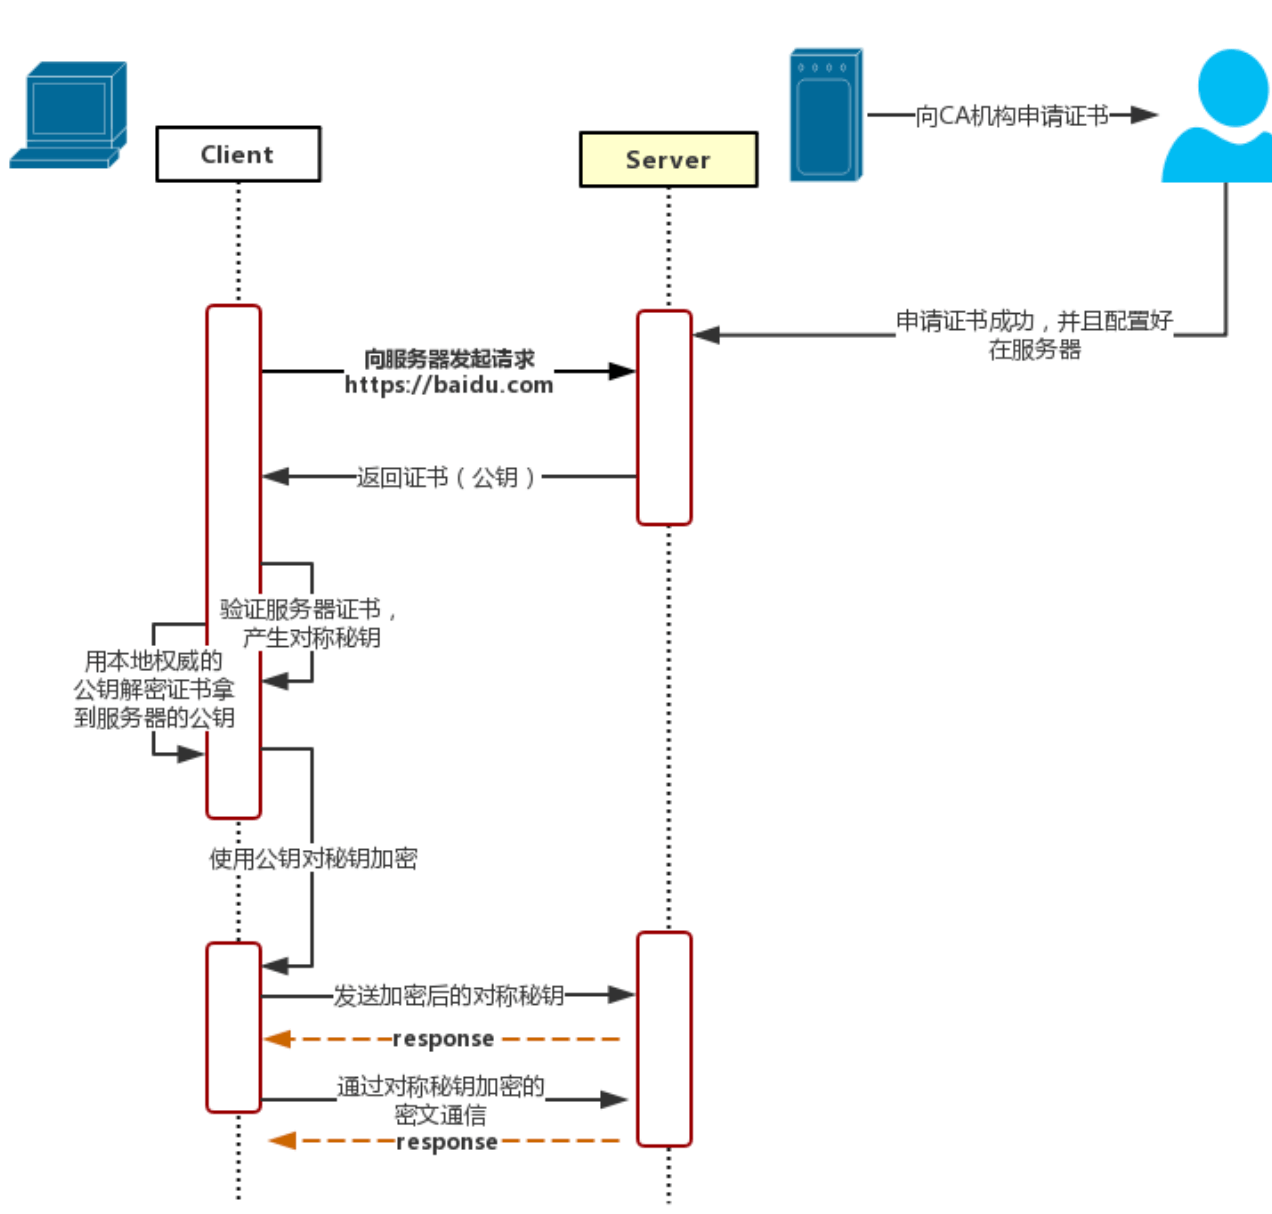 Client
Server
向CA机构申请证书
申请证书成功，并且配置好
在服务器
向服务器发起请求
https://baidu.com
返回证书（公钥）
验证服务器证书，
产生对称秘钥
用本地权威的
公钥解密证书拿
到服务器的公钥
使用公钥对秘钥加密
发送加密后的对称秘钥
response
通过对称秘钥加密的
密文通信
response